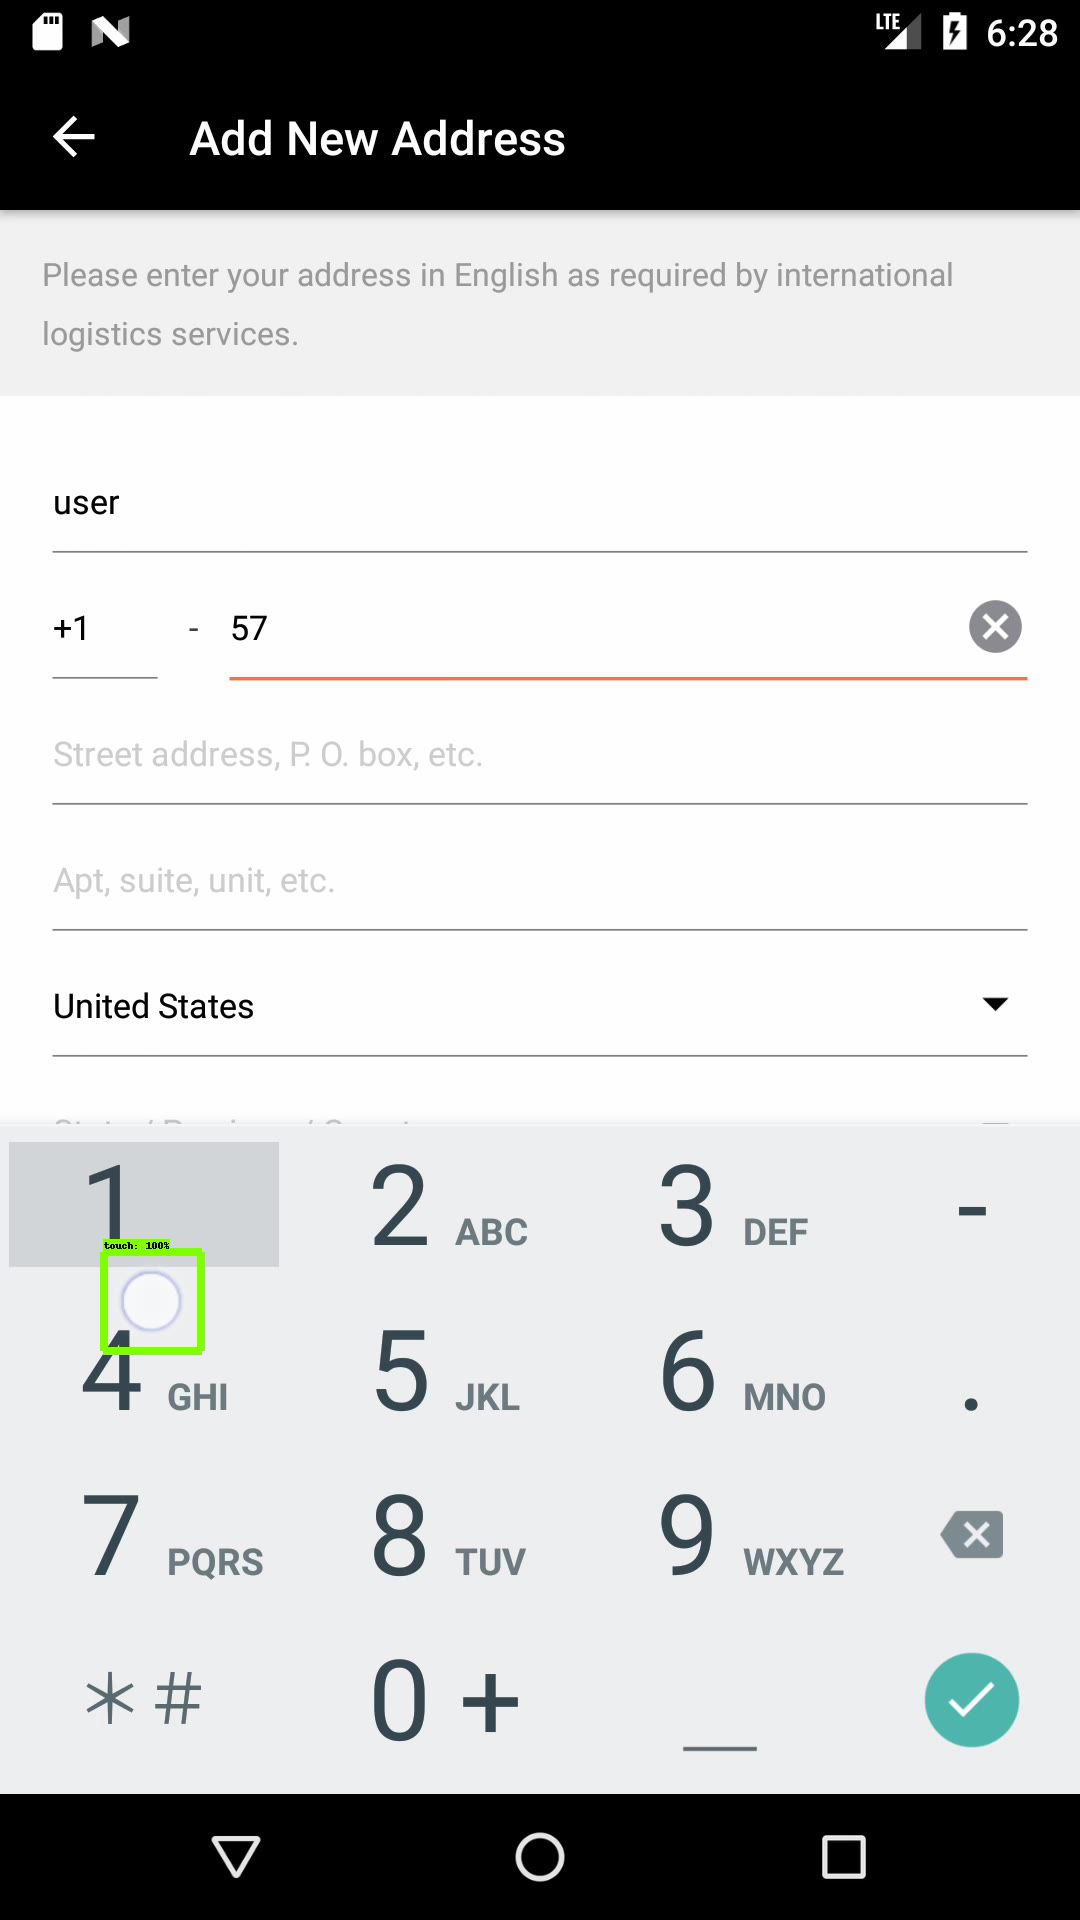 LTE 6:28
Add New Address
Please enter your address in English as required by international
logistics services.
user
+1 - 57
Street address, P. O. box, etc.
Apt, suite, unit, etc.
United States
1 2 ABC 3 DEF -
touch: 100%
4 GHI 5 JKL 6 MNO .
7 PQRS 8 TUV 9 WXYZ
* # 0 +